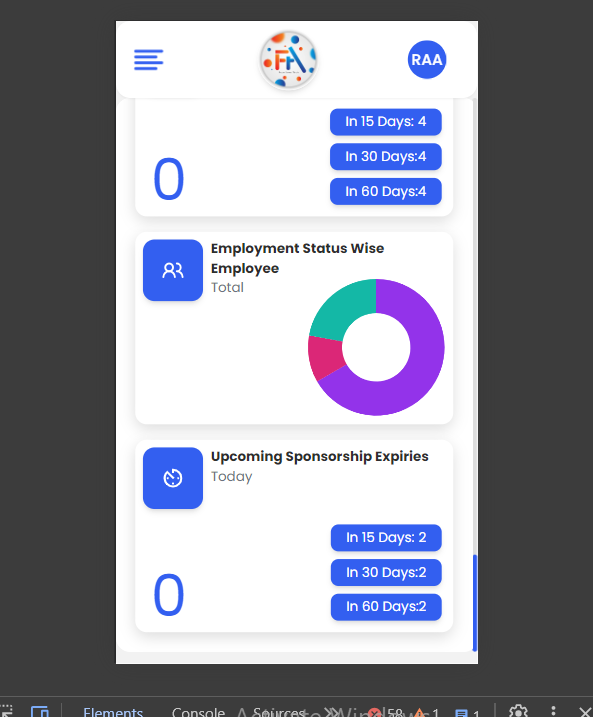 RAA
In 15 Days: 4
In 30 Days:4
0
In 60 Days:4
Employment Status Wise
Employee
Total
Upcoming Sponsorship Expiries
Today
In 15 Days: 2
In 30 Days:2
0
In 60 Days:2
Elements
Console
Sources
58
1
1